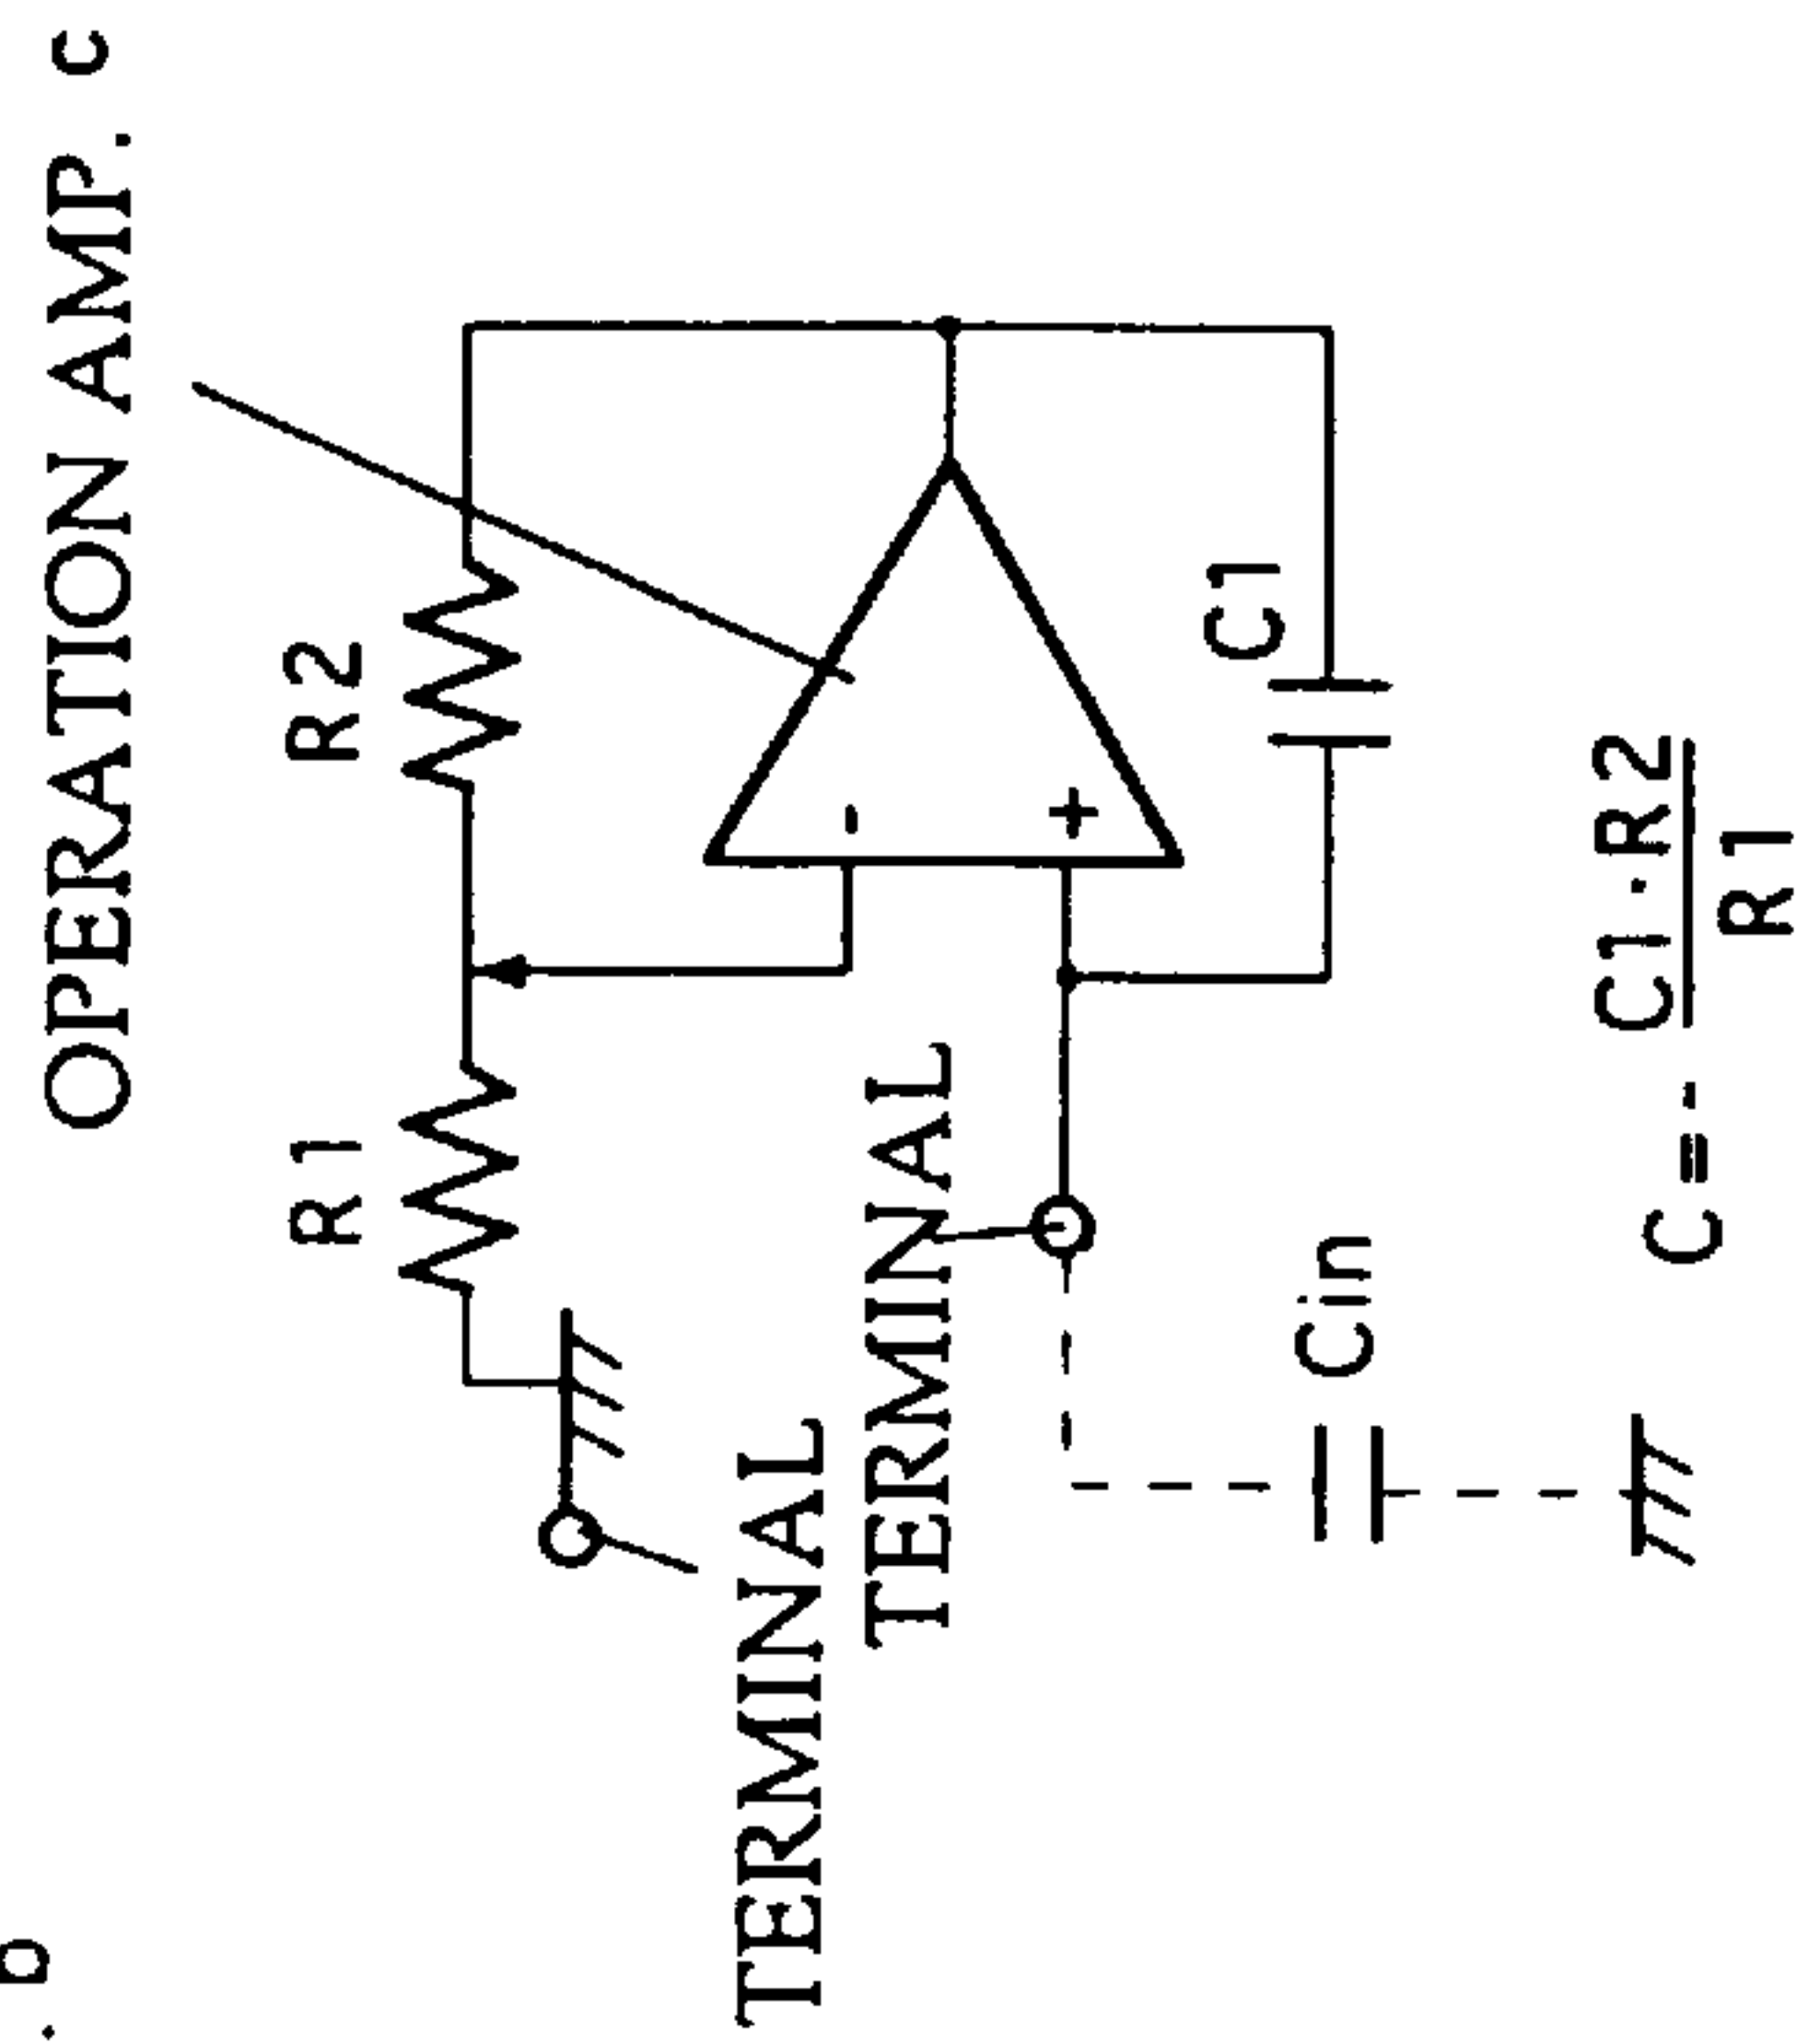 . b
OPERATION AMP. c
R1 R2
-
+
TERMINAL
TERMINAL
C1
Cin
C = - C1·R2
R1